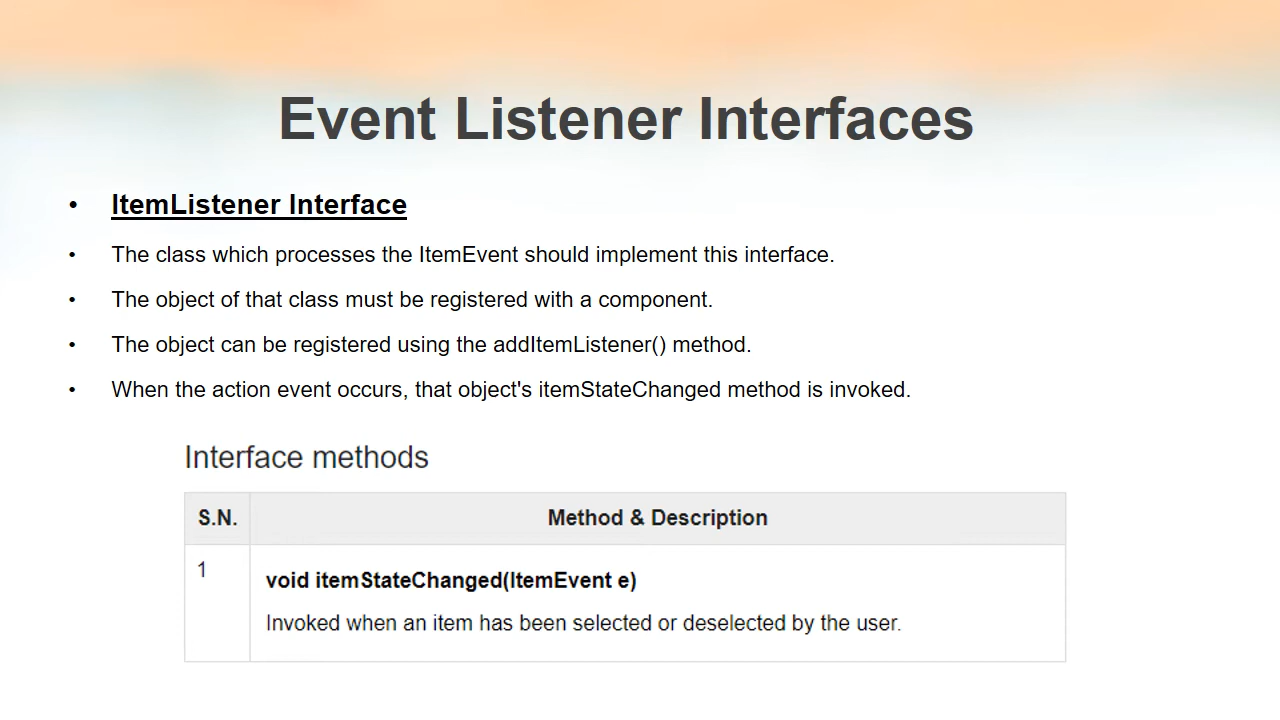 Event Listener Interfaces
• ItemListener Interface
• The class which processes the ItemEvent should implement this interface.
• The object of that class must be registered with a component.
• The object can be registered using the addItemListener() method.
• When the action event occurs, that object's itemStateChanged method is invoked.
Interface methods
S.N. Method & Description
1 void itemStateChanged(ItemEvent e)
Invoked when an item has been selected or deselected by the user.